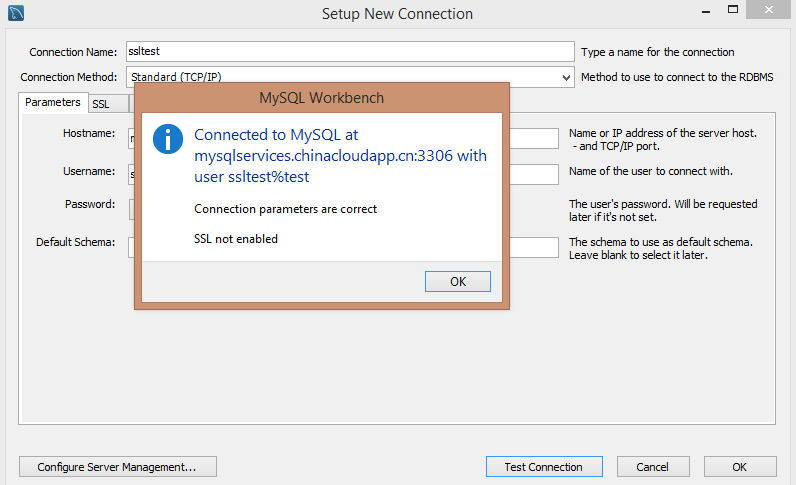 Setup New Connection
Connection Name: ssltest Type a name for the connection
Connection Method: Standard (TCP/IP) Method to use to connect to the RDBMS
Parameters SSL
MySQL Workbench
Hostname: Name or IP address of the server host.
- and TCP/IP port.
Connected to MySQL at
mysqlservices.chinacloudapp.cn:3306 with
user ssltest%test
Username: Name of the user to connect with.
Password: The user's password. Will be requested
later if it's not set.
Connection parameters are correct
Default Schema: The schema to use as default schema.
Leave blank to select it later.
SSL not enabled
OK
Configure Server Management... Test Connection Cancel OK